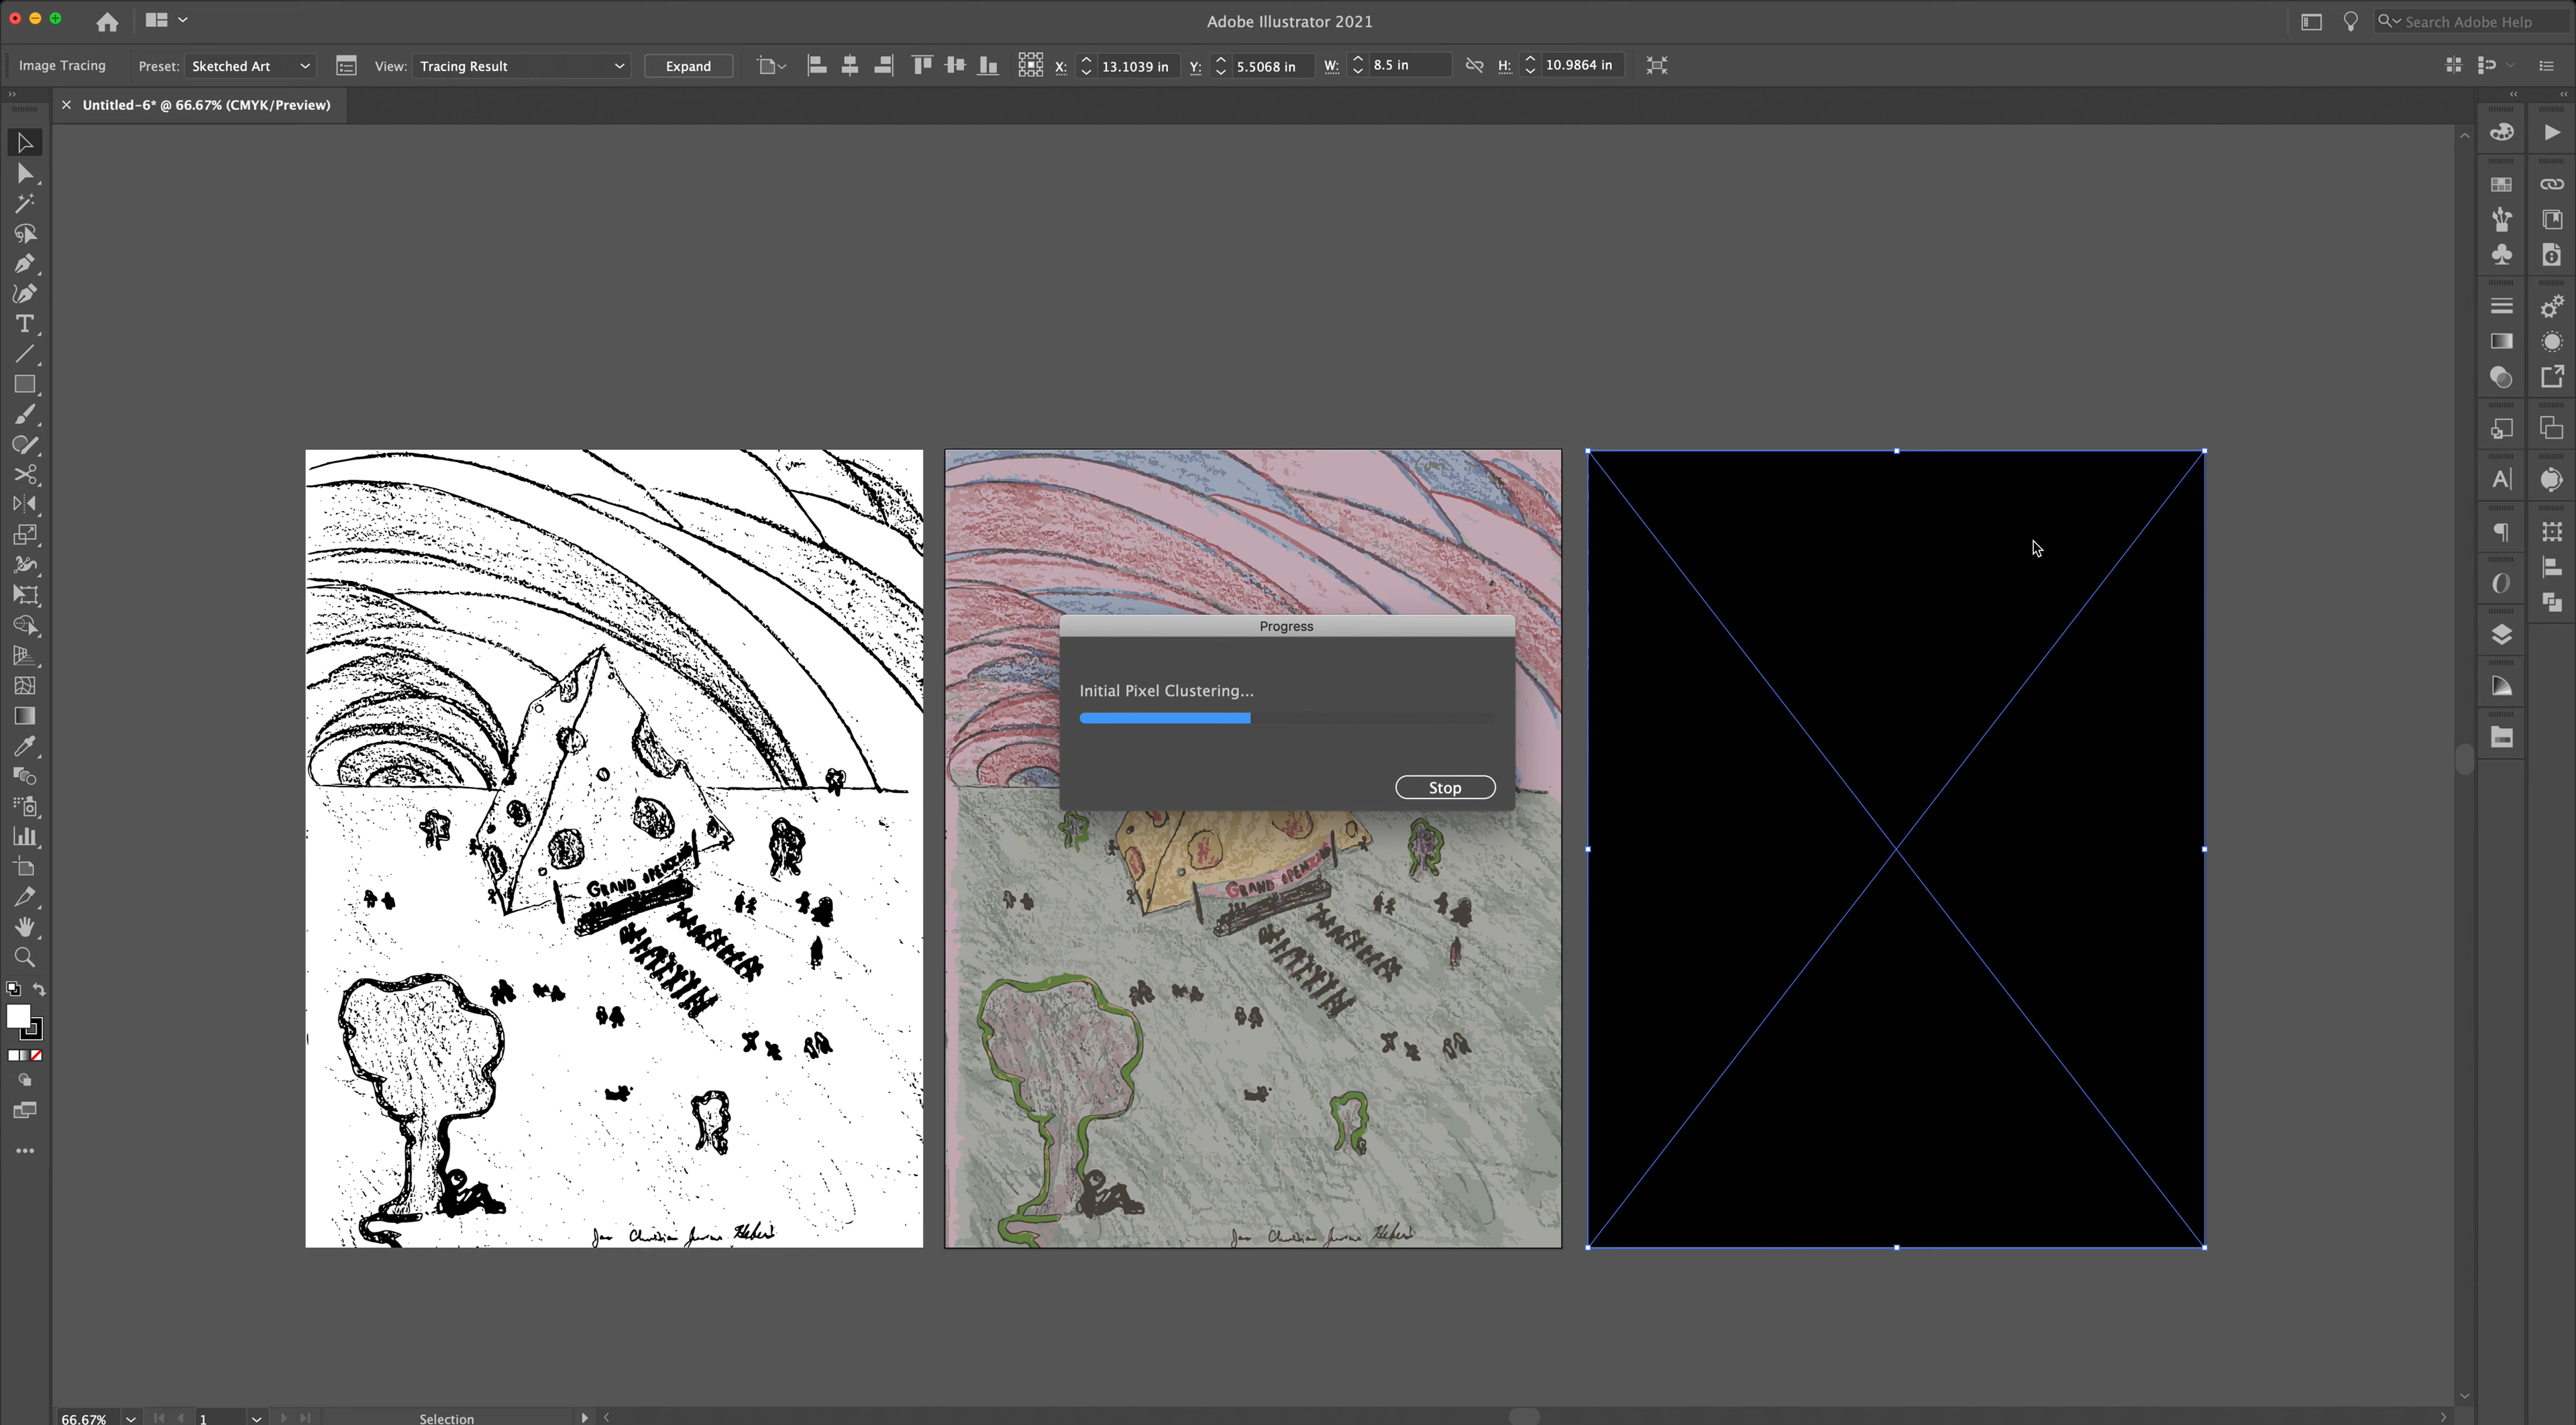 Adobe Illustrator 2021
Search Adobe Help
Image Tracing
Preset: Sketched Art
View: Tracing Result
Expand
X: 13.1039 in
Y: 5.5068 in
W: 8.5 in
H: 10.9864 in
Untitled-6* @ 66.67% (CMYK/Preview)
Progress
Initial Pixel Clustering...
Stop
GRAND OPENING
GRAND OPENING
66.67%
1
Selection